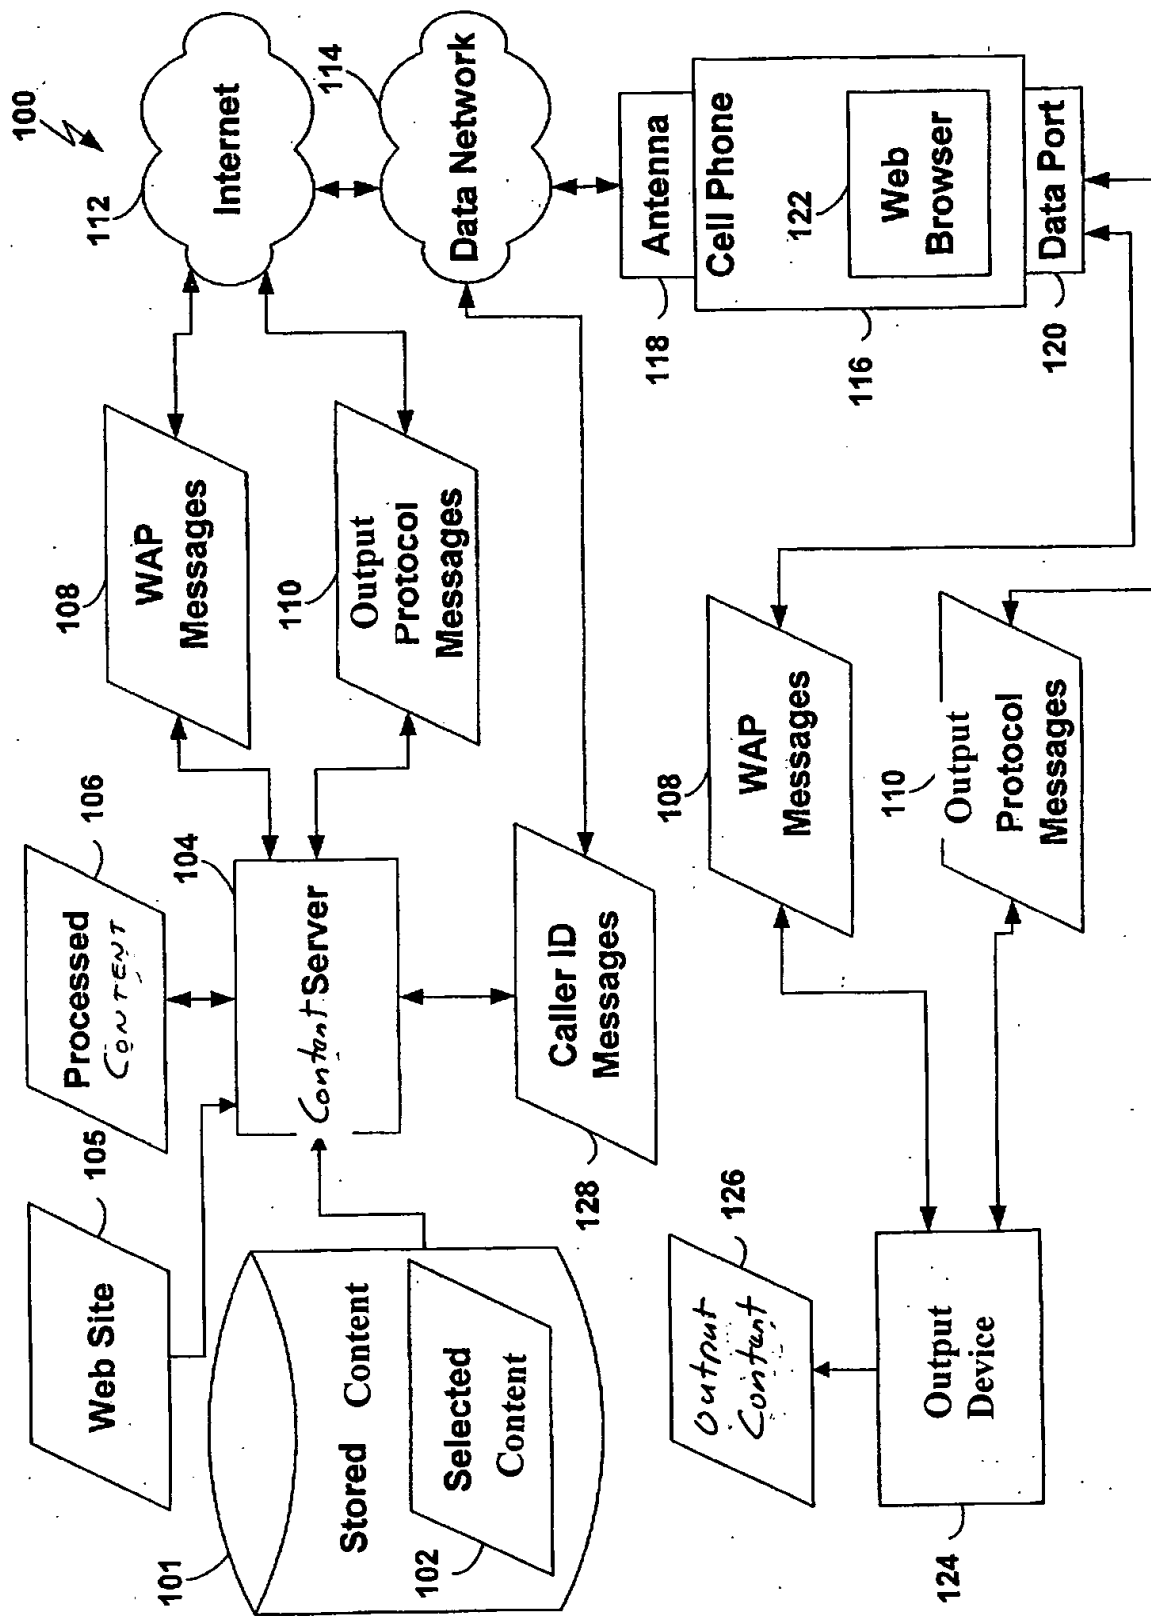 100
Web Site
105
Processed
CONTENT
106
108
WAP
Messages
112
Internet
101
Stored Content
102
Selected
Content
104
Content Server
110
Output
Protocol
Messages
114
Data Network
128
Caller ID
Messages
118
Antenna
Cell Phone
116
122
Web
Browser
120
Data Port
126
Output
Content
108
WAP
Messages
124
Output
Device
110
Output
Protocol
Messages